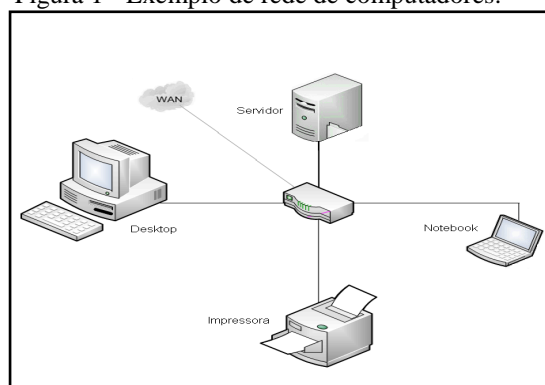 Figura 1 - Exemplo de rede de computadores.
WAN
Servidor
Desktop
Notebook
Impressora